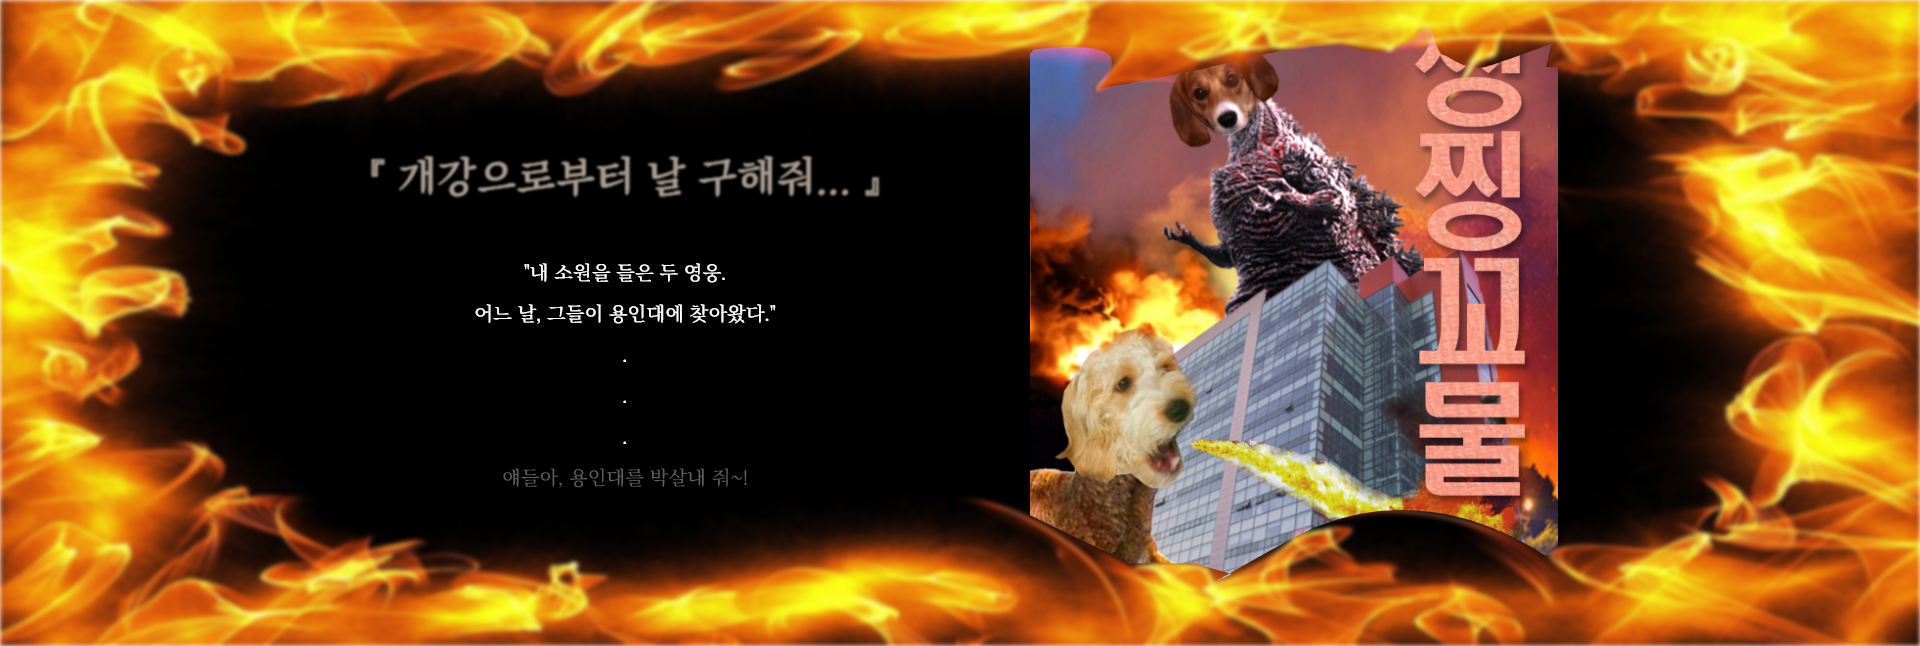 『 개강으로부터 날 구해줘... 』
"내 소원을 들은 두 영웅.
어느 날, 그들이 용인대에 찾아왔다."
.
.
.
얘들아, 용인대를 박살내 줘~!
찡꼬물